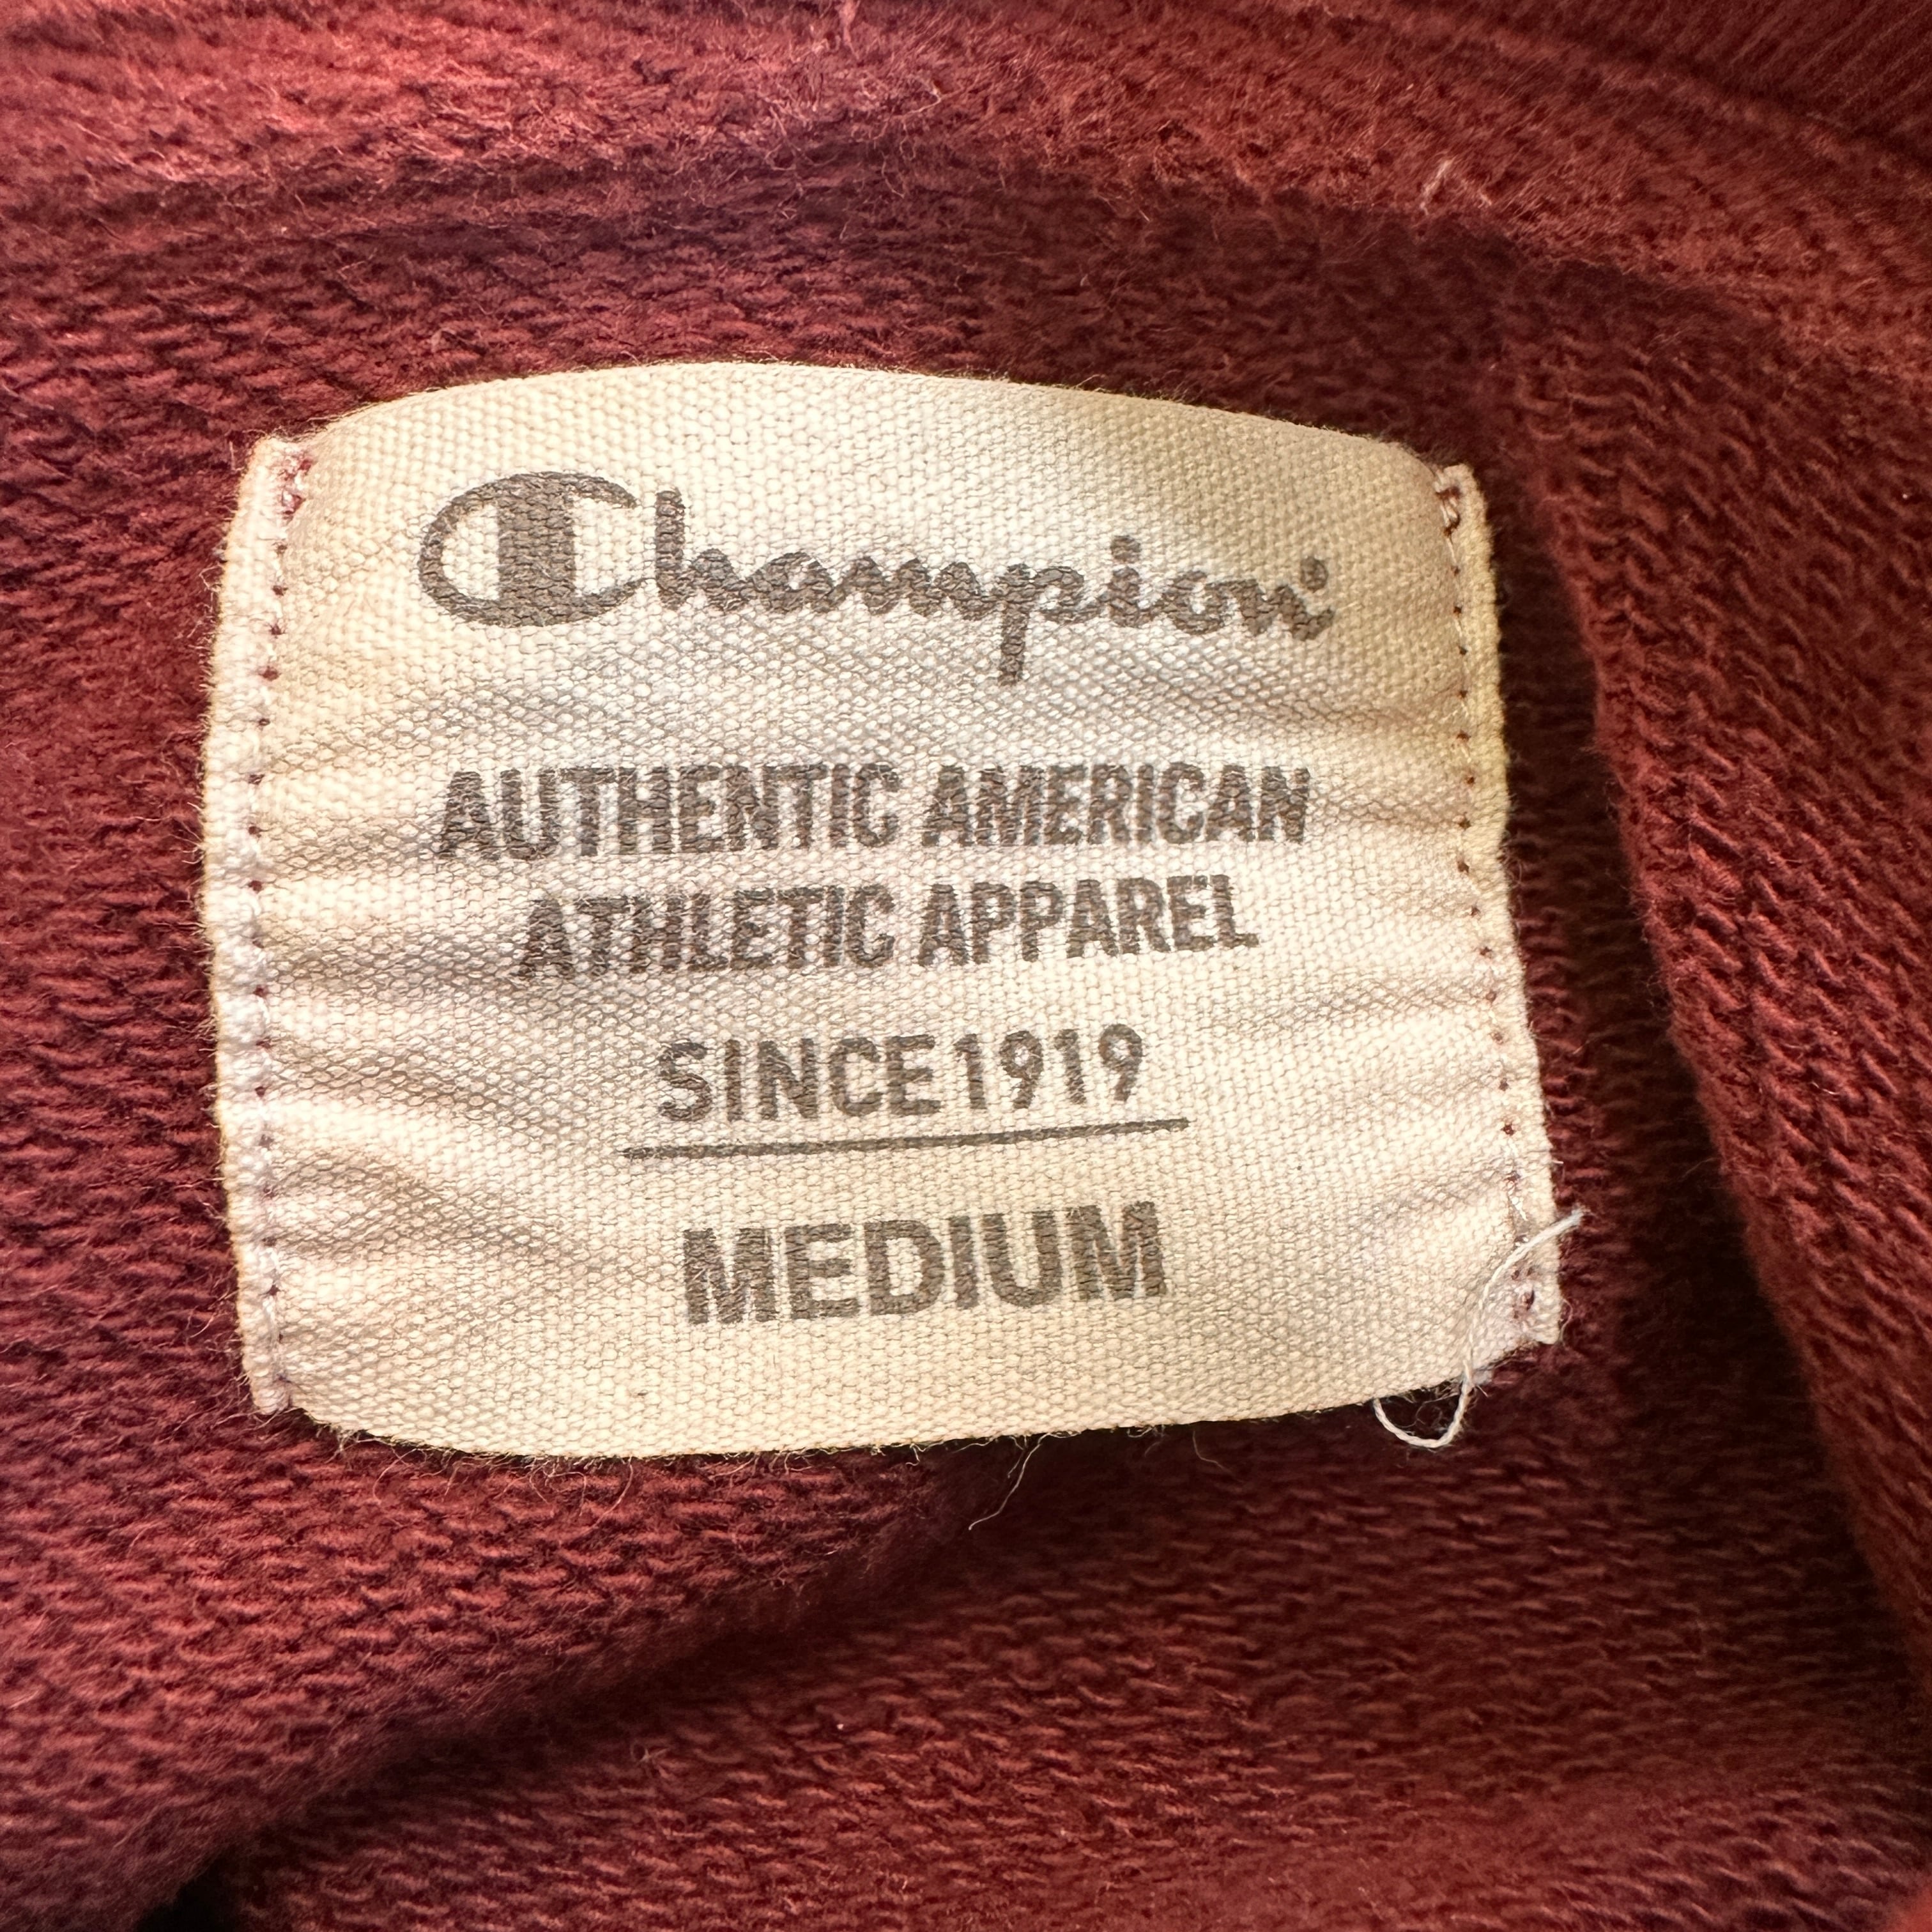 Champion®
AUTHENTIC AMERICAN
ATHLETIC APPAREL
SINCE 1919
MEDIUM